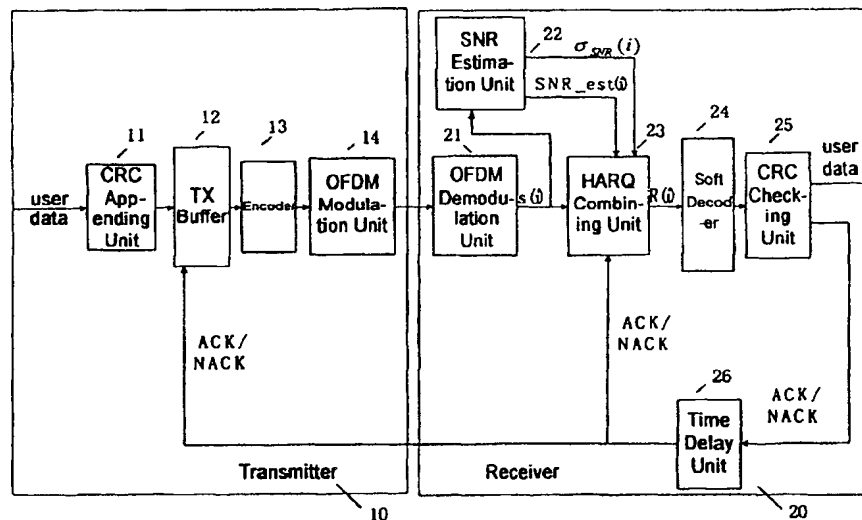 SNR
Estima–
tion Unit
22
σ_SNR(i)
SNR_est(i)
11
12
13
14
21
23
24
25
user
data
user
data
CRC
App–
ending
Unit
TX
Buffer
Encoder
OFDM
Modula–
tion Unit
OFDM
Demodu–
lation
Unit
s(i)
HARQ
Combin–
ing Unit
R(i)
Soft
Decod–
er
CRC
Check–
ing
Unit
ACK/
NACK
ACK/
NACK
ACK/
NACK
26
Time
Delay
Unit
Transmitter
Receiver
10
20